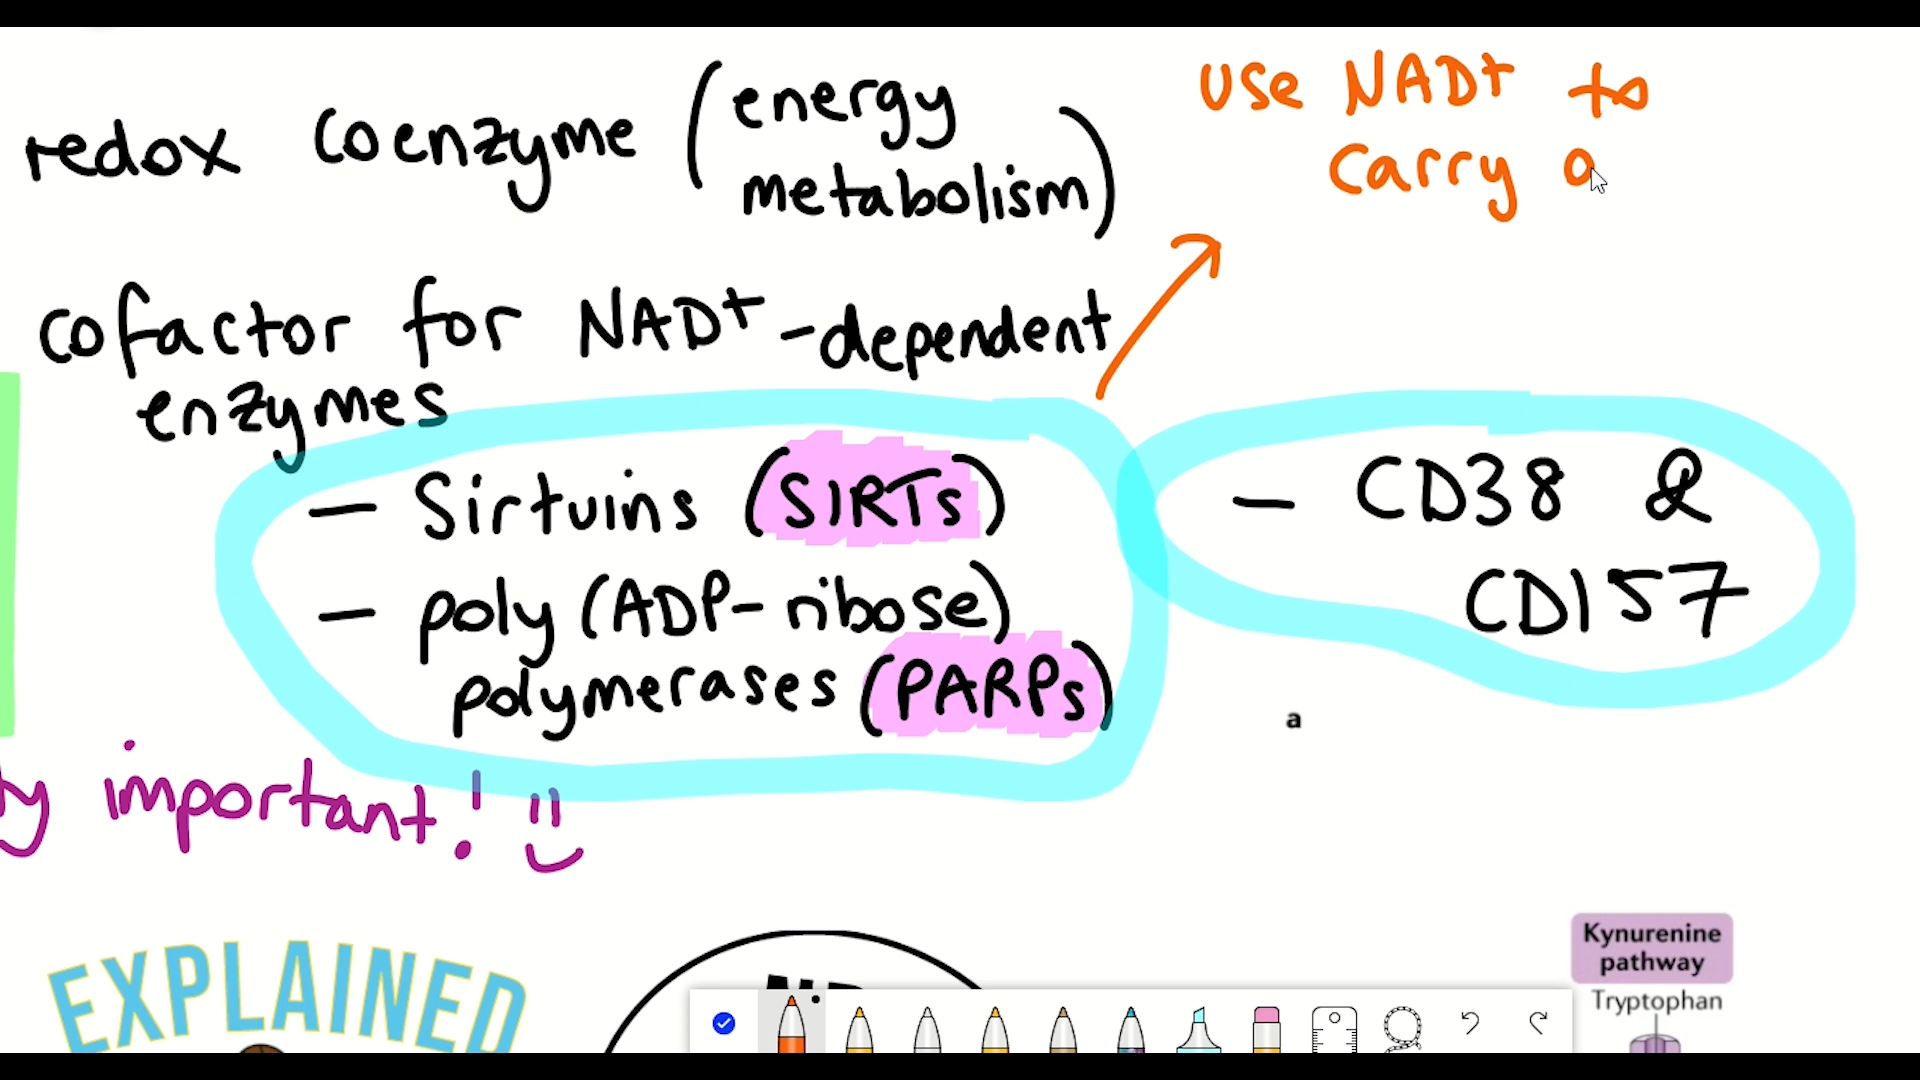 redox coenzyme (energy
metabolism)
use NAD+ to
carry o
cofactor for NAD+ -dependent
enzymes
- Sirtuins (SIRTs)
- poly (ADP-ribose)
polymerases (PARPs)
- CD38 &
CD157
a
y important!
EXPLAINED
Kynurenine
pathway
Tryptophan